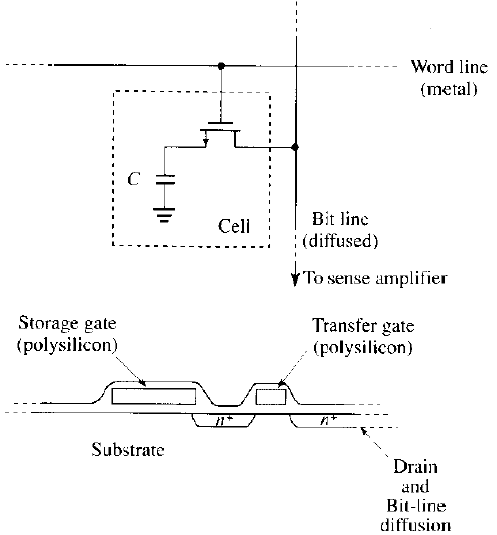 Word line
(metal)
C
Cell
Bit line
(diffused)
To sense amplifier
Storage gate
(polysilicon)
Transfer gate
(polysilicon)
n+
n+
Substrate
Drain
and
Bit-line
diffusion